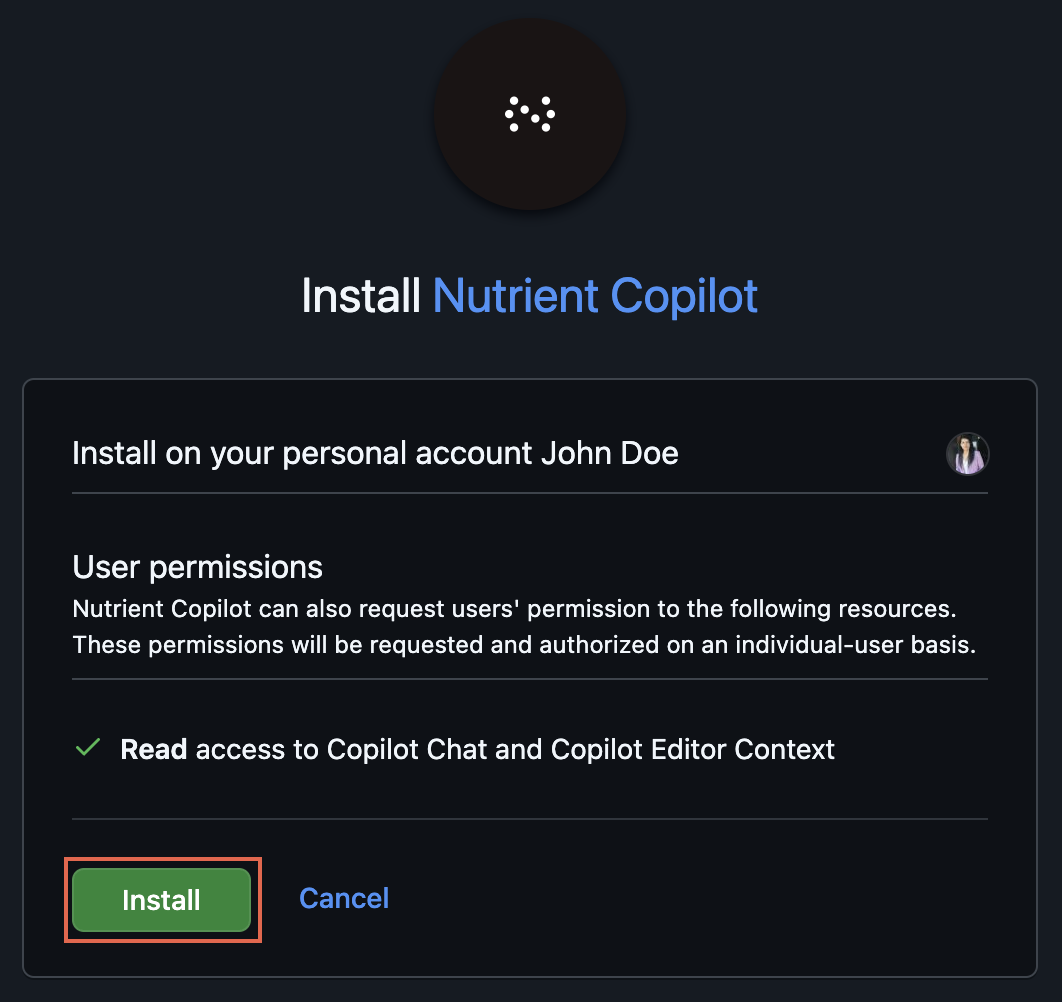 Install Nutrient Copilot
Install on your personal account John Doe
User permissions
Nutrient Copilot can also request users' permission to the following resources.
These permissions will be requested and authorized on an individual-user basis.
Read access to Copilot Chat and Copilot Editor Context
Install Cancel